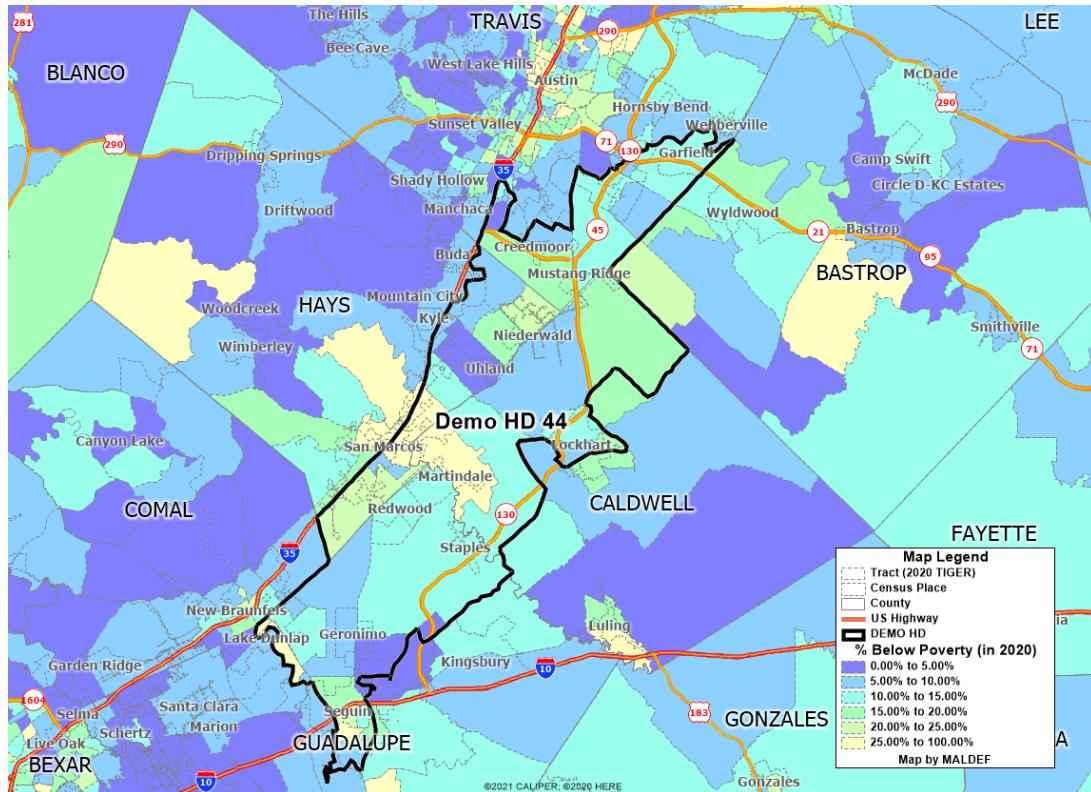 281
TRAVIS
LEE
The Hills
Bee Cave
290
BLANCO
West Lake Hills
Austin
McDade
290
Hornsby Bend
Sunset Valley
Webberville
290
71
130
Garfield
Dripping Springs
Camp Swift
35
Shady Hollow
Circle D-KC Estates
Driftwood
Manchaca
Wyldwood
45
21
Bastrop
Creedmoor
95
Buda
BASTROP
Mustang Ridge
Mountain City
HAYS
Woodcreek
Kyle
Smithville
Niederwald
Wimberley
71
Uhland
Demo HD 44
Canyon Lake
San Marcos
Lockhart
Martindale
COMAL
CALDWELL
Redwood
130
FAYETTE
Staples
35
Map Legend
Tract (2020 TIGER)
Census Place
County
US Highway
DEMO HD
% Below Poverty (in 2020)
0.00% to 5.00%
5.00% to 10.00%
10.00% to 15.00%
15.00% to 20.00%
20.00% to 25.00%
25.00% to 100.00%
Map by MALDEF
New Braunfels
Luling
Lake Dunlap
Geronimo
Garden Ridge
Kingsbury
10
1604
Santa Clara
Selma
Marion
Seguin
183
GONZALES
Schertz
Live Oak
GUADALUPE
BEXAR
10
Gonzales
©2021 CALIPER; ©2020 HERE